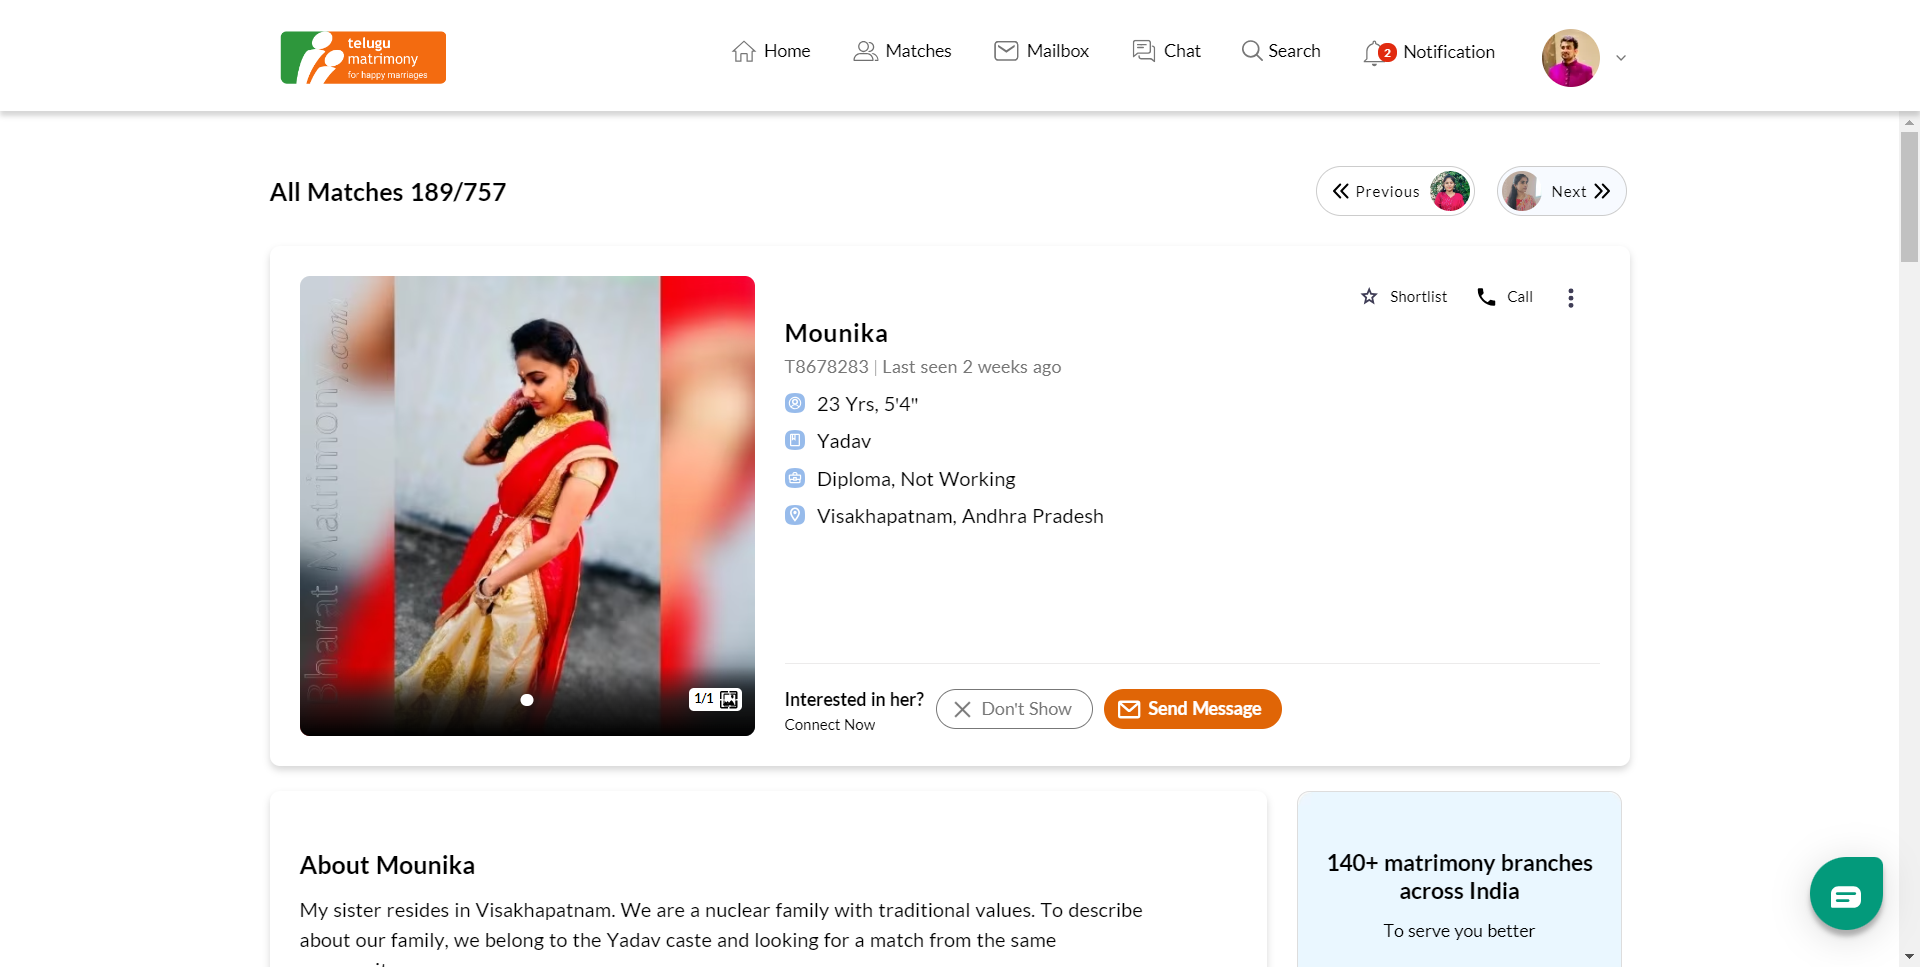 telugu
matrimony
for happy marriages
Home
Matches
Mailbox
Chat
Search
2
Notification
All Matches 189/757
Previous
Next
Bharat Matrimony.com
1/1
Shortlist
Call
Mounika
T8678283 | Last seen 2 weeks ago
23 Yrs, 5'4"
Yadav
Diploma, Not Working
Visakhapatnam, Andhra Pradesh
Interested in her?
Connect Now
Don't Show
Send Message
About Mounika
My sister resides in Visakhapatnam. We are a nuclear family with traditional values. To describe
about our family, we belong to the Yadav caste and looking for a match from the same
140+ matrimony branches
across India
To serve you better